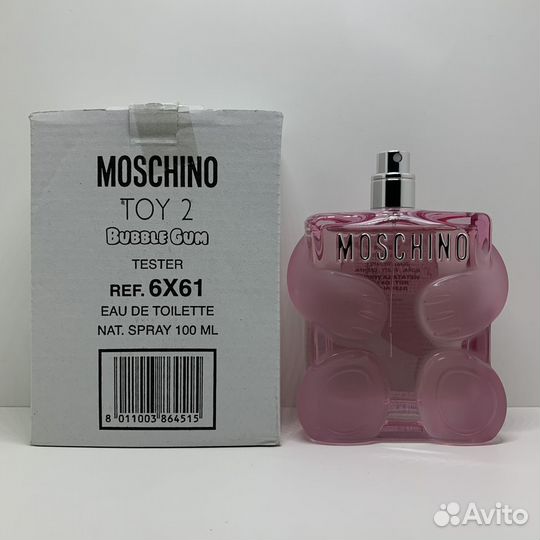 MOSCHINO
TOY 2
BUBBLE GUM
TESTER
REF. 6X61
EAU DE TOILETTE
NAT. SPRAY 100 ML
8 011003 864515
MOSCHINO
Avito